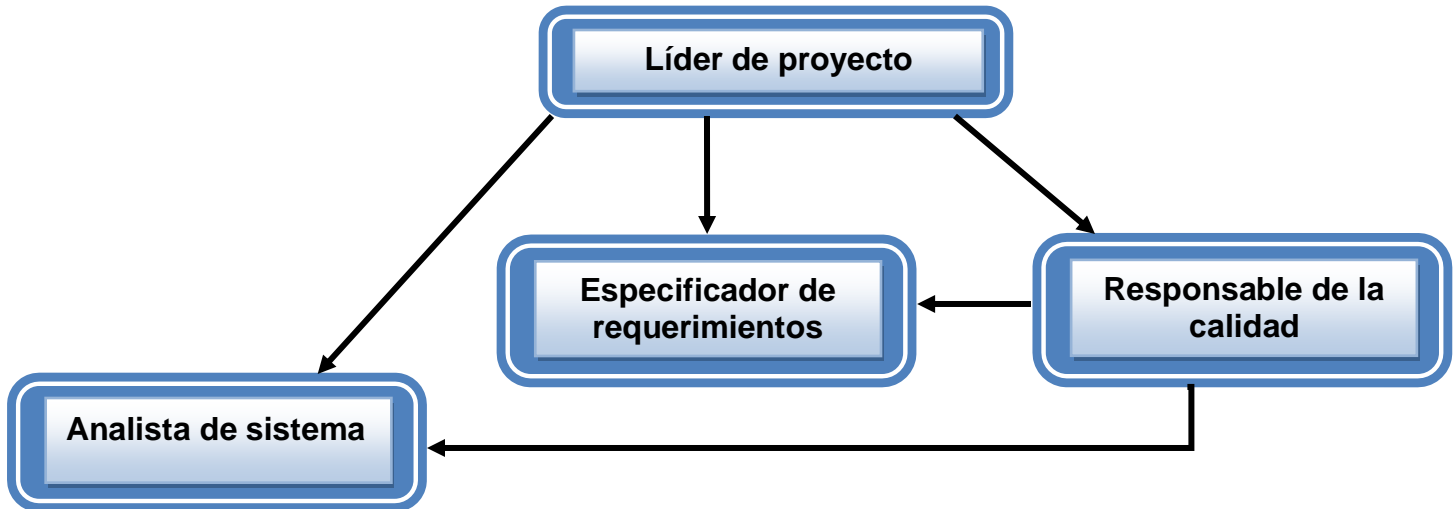 Líder de proyecto
Especificador de
requerimientos
Responsable de la
calidad
Analista de sistema